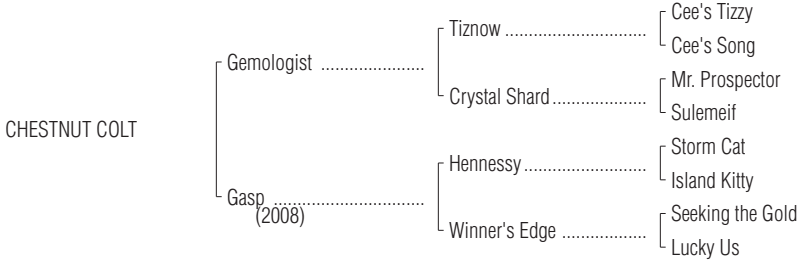 Cee's Tizzy
Tiznow ..............................
Cee's Song
Gemologist ......................
Mr. Prospector
Crystal Shard....................
Sulemeif
CHESTNUT COLT
Storm Cat
Hennessy..........................
Island Kitty
Gasp ................................
(2008)
Seeking the Gold
Winner's Edge ..................
Lucky Us